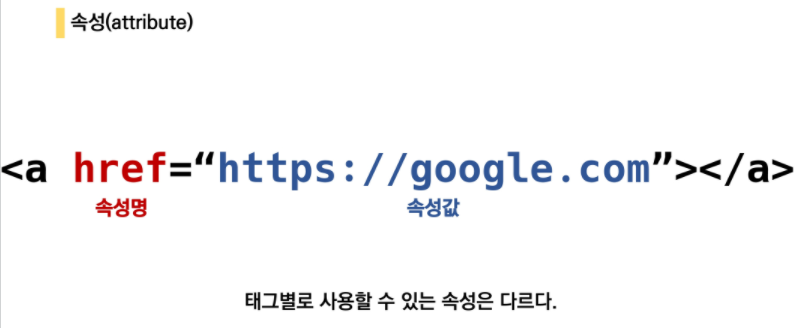 속성(attribute)
<a href=“https://google.com”></a>
속성명 속성값
태그별로 사용할 수 있는 속성은 다르다.